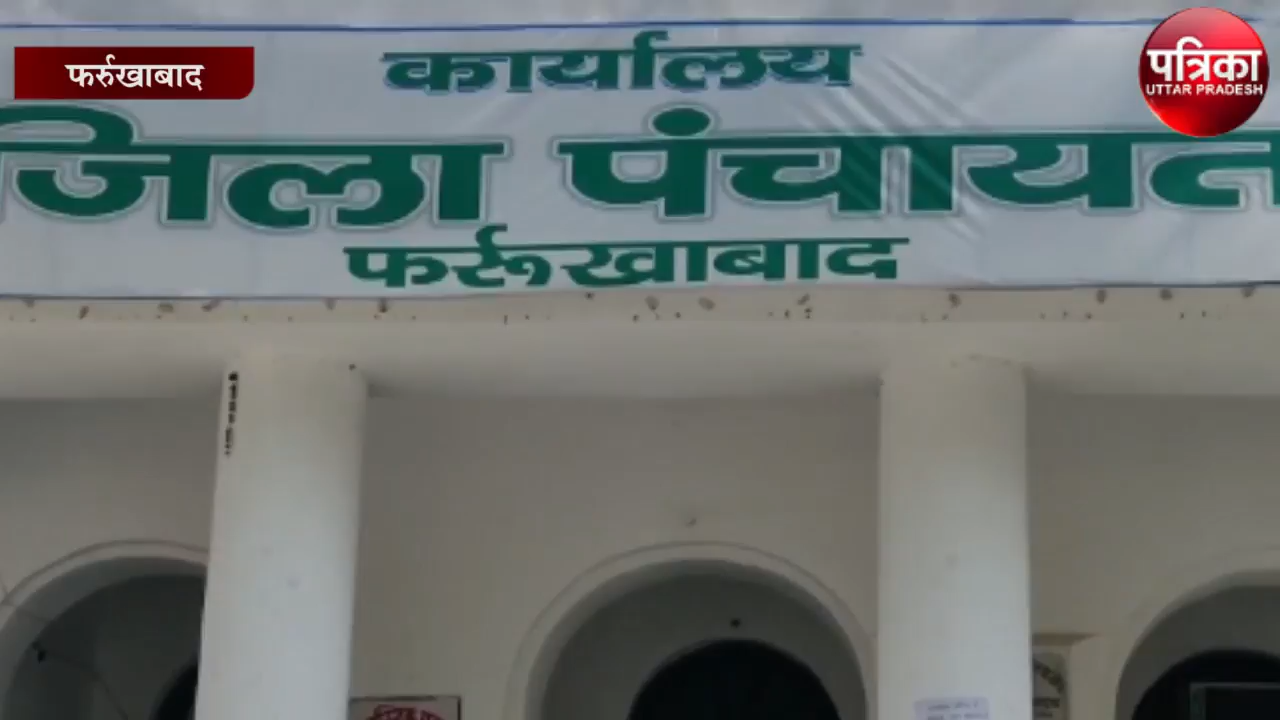 फर्रुखाबाद
पत्रिका
UTTAR PRADESH
कार्यालय
जिला पंचायत
फर्रूखाबाद